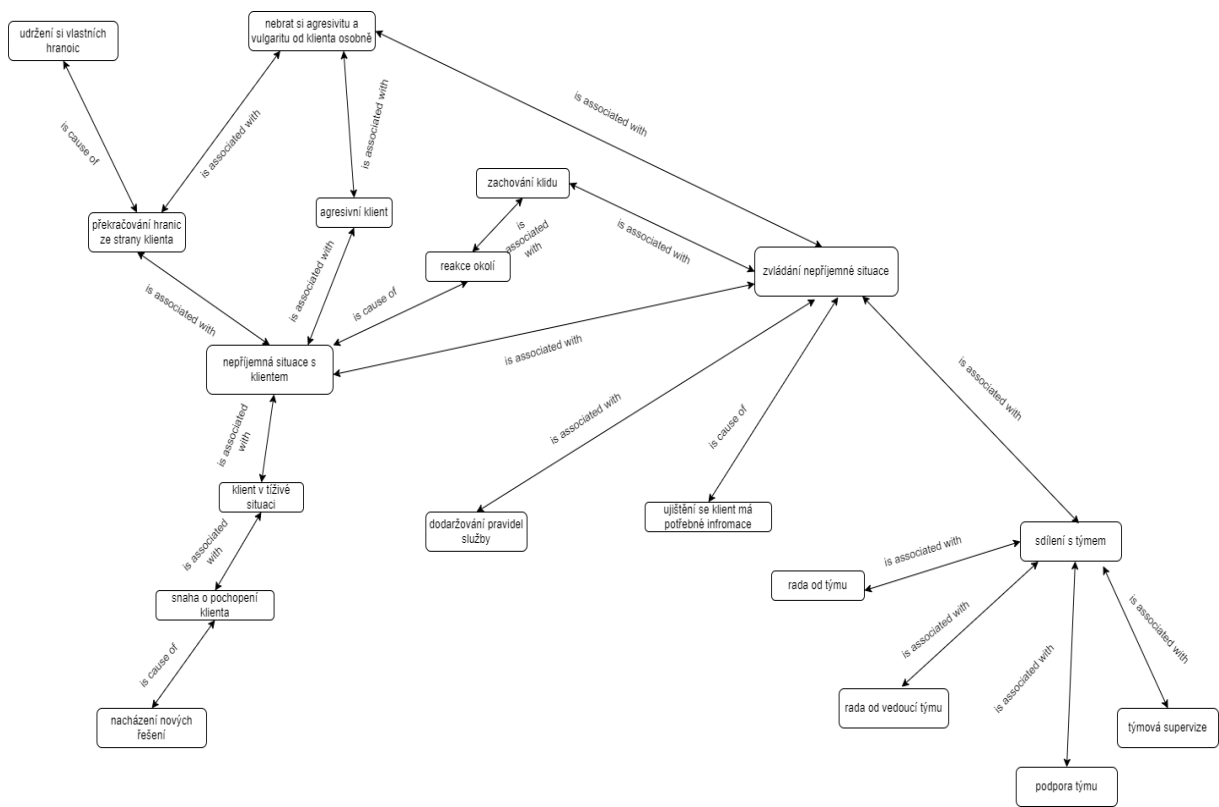 nebrat si agresivitu a
vulgaritu od klienta osobně
udržení si vlastních
hranoic
is associated with
is cause of
is associated with
is associated with
zachování klidu
agresivní klient
překračování hranic
ze strany klienta
is
associated
with
is associated with
reakce okolí
zvládání nepříjemné situace
is associated with
is associated with
is cause of
nepříjemná situace s
klientem
is associated with
is associated with
is associated
with
is associated with
is cause of
klient v tíživé
situaci
ujištění se klient má
potřebné infromace
dodaržování pravidel
služby
sdílení s týmem
is associated
with
is associated with
rada od týmu
snaha o pochopení
klienta
is associated with
is associated with
is associated with
is cause of
rada od vedoucí týmu
nacházení nových
řešení
týmová supervize
podpora týmu